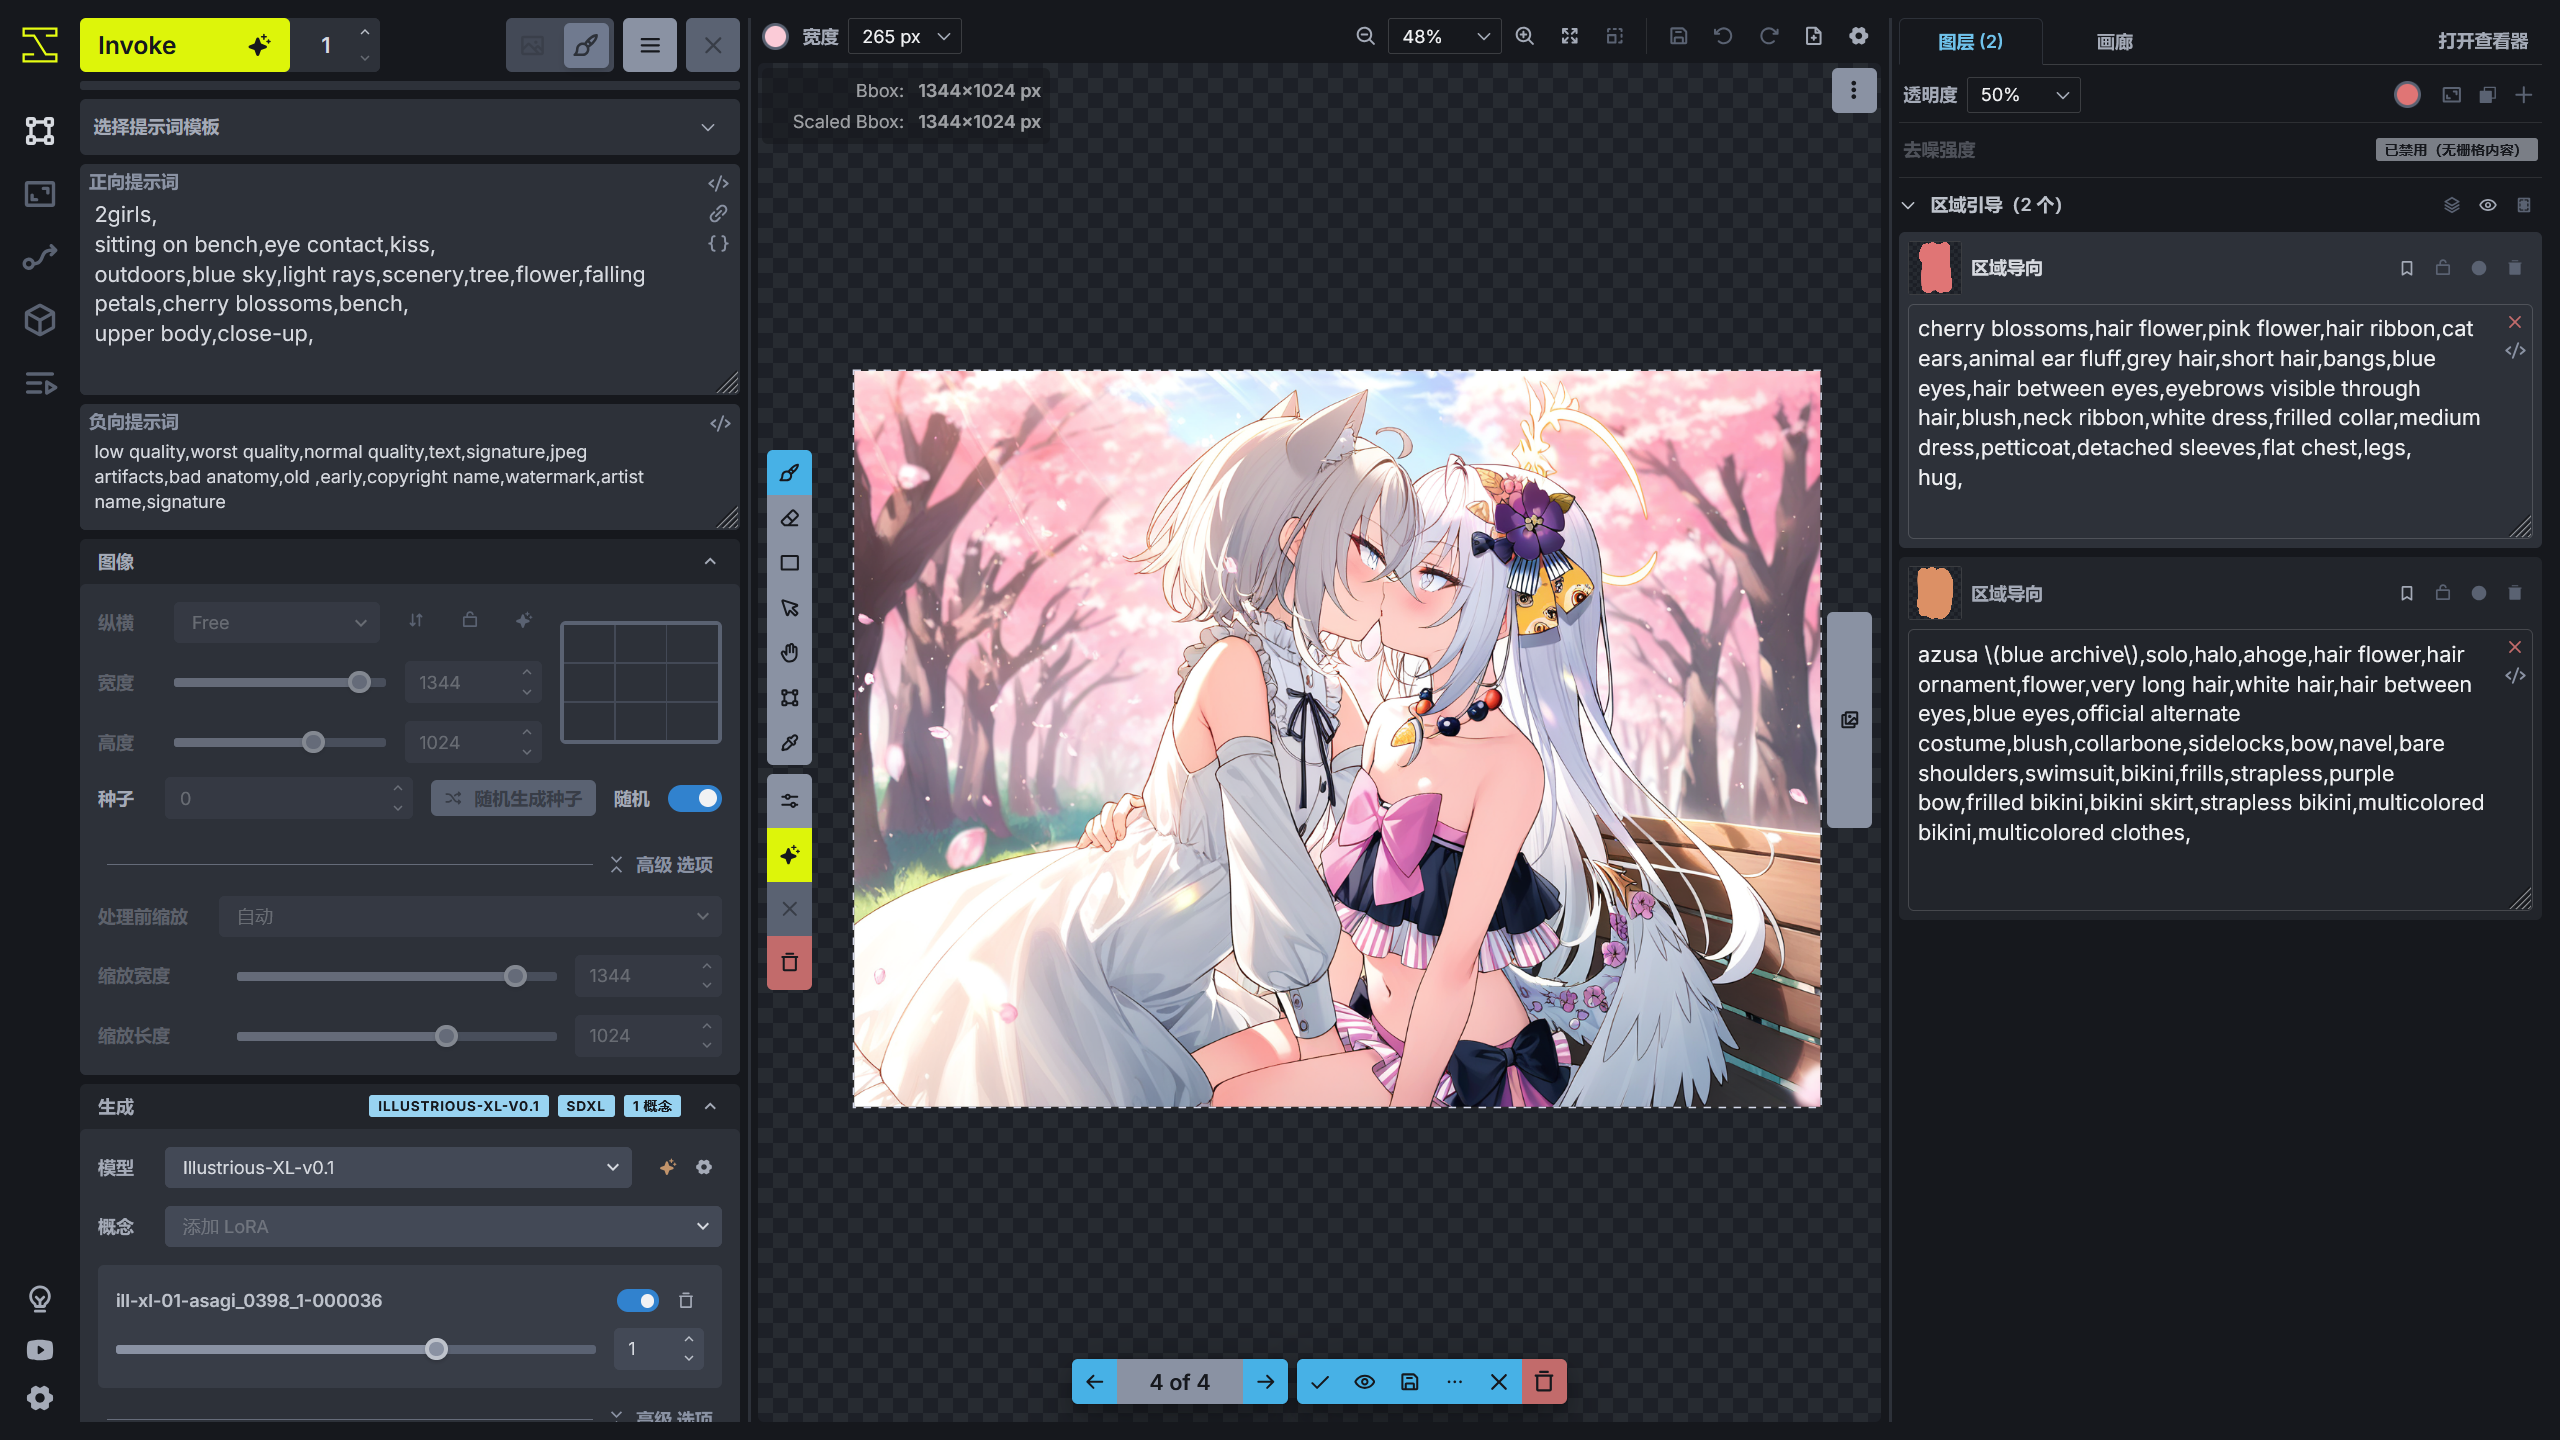 Invoke
1
选择提示词模板
正向提示词
2girls,
sitting on bench,eye contact,kiss,
outdoors,blue sky,light rays,scenery,tree,flower,falling
petals,cherry blossoms,bench,
upper body,close-up,
负向提示词
low quality,worst quality,normal quality,text,signature,jpeg
artifacts,bad anatomy,old ,early,copyright name,watermark,artist
name,signature
图像
纵横
Free
宽度
1344
高度
1024
种子
0
随机生成种子
随机
高级 选项
处理前缩放
自动
缩放宽度
1344
缩放长度
1024
生成
ILLUSTRIOUS-XL-V0.1
SDXL
1 概念
模型
Illustrious-XL-v0.1
概念
添加 LoRA
ill-xl-01-asagi_0398_1-000036
1
高级 选项
宽度
265 px
48%
Bbox: 1344×1024 px
Scaled Bbox: 1344×1024 px
4 of 4
图层 (2)
画廊
打开查看器
透明度
50%
去噪强度
已禁用（无栅格内容）
区域引导（2 个）
区域导向
cherry blossoms,hair flower,pink flower,hair ribbon,cat
ears,animal ear fluff,grey hair,short hair,bangs,blue
eyes,hair between eyes,eyebrows visible through
hair,blush,neck ribbon,white dress,frilled collar,medium
dress,petticoat,detached sleeves,flat chest,legs,
hug,
区域导向
azusa \(blue archive\),solo,halo,ahoge,hair flower,hair
ornament,flower,very long hair,white hair,hair between
eyes,blue eyes,official alternate
costume,blush,collarbone,sidelocks,bow,navel,bare
shoulders,swimsuit,bikini,frills,strapless,purple
bow,frilled bikini,bikini skirt,strapless bikini,multicolored
bikini,multicolored clothes,